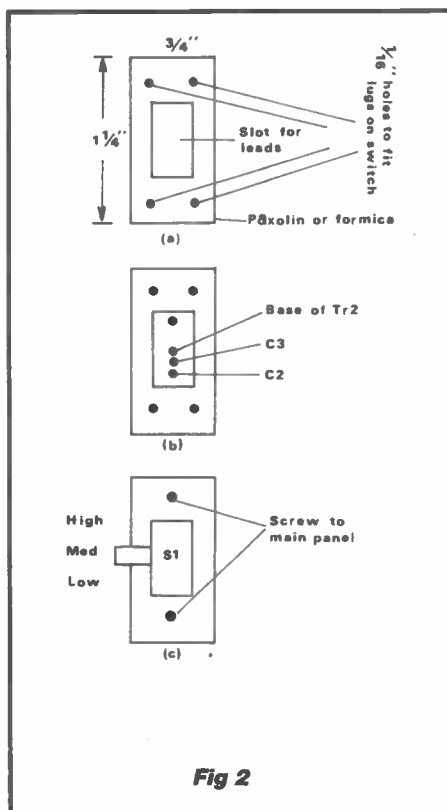 3/4"
1 1/4"
1/16" holes to fit
lugs on switch
Slot for
leads
Paxolin or formica
(a)
Base of Tr2
C3
C2
(b)
High
Med
Low
S1
Screw to
main panel
(c)
Fig 2